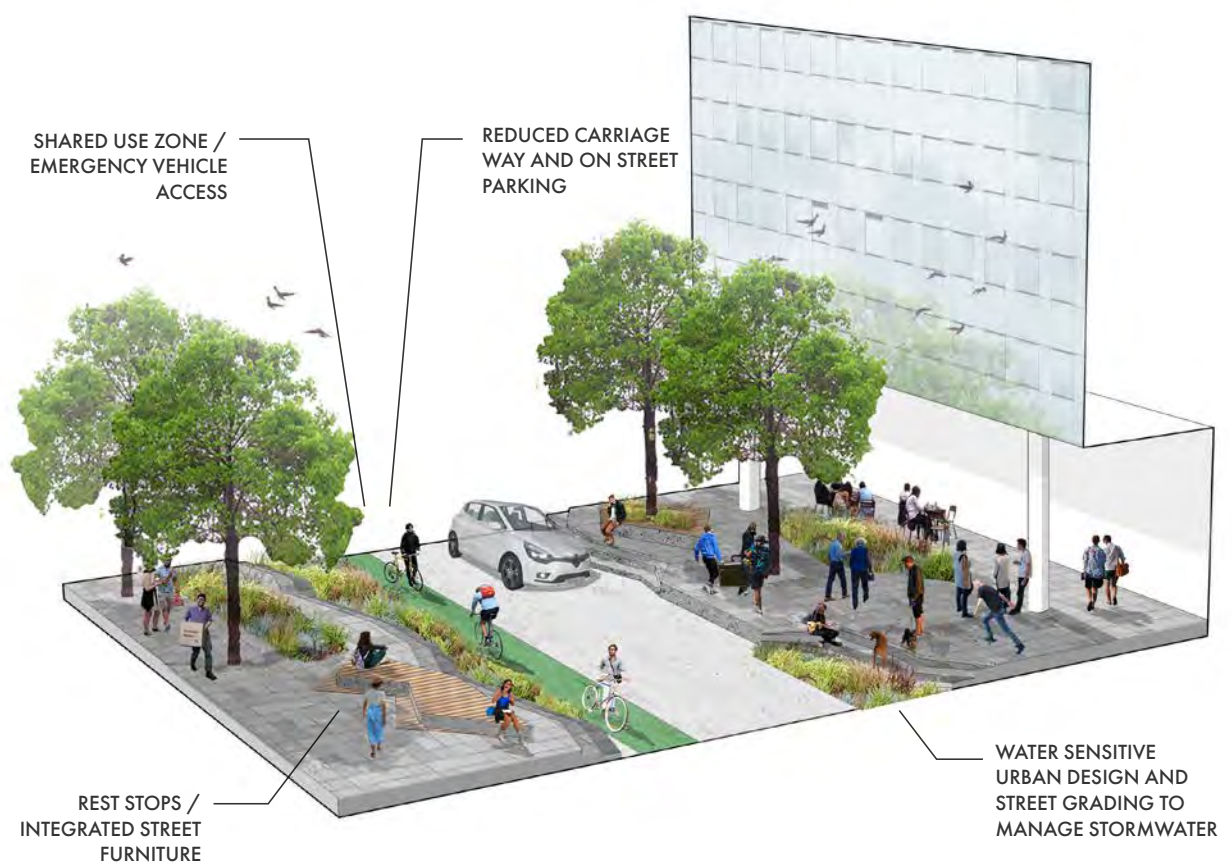 SHARED USE ZONE /
EMERGENCY VEHICLE
ACCESS
REDUCED CARRIAGE
WAY AND ON STREET
PARKING
REST STOPS /
INTEGRATED STREET
FURNITURE
WATER SENSITIVE
URBAN DESIGN AND
STREET GRADING TO
MANAGE STORMWATER